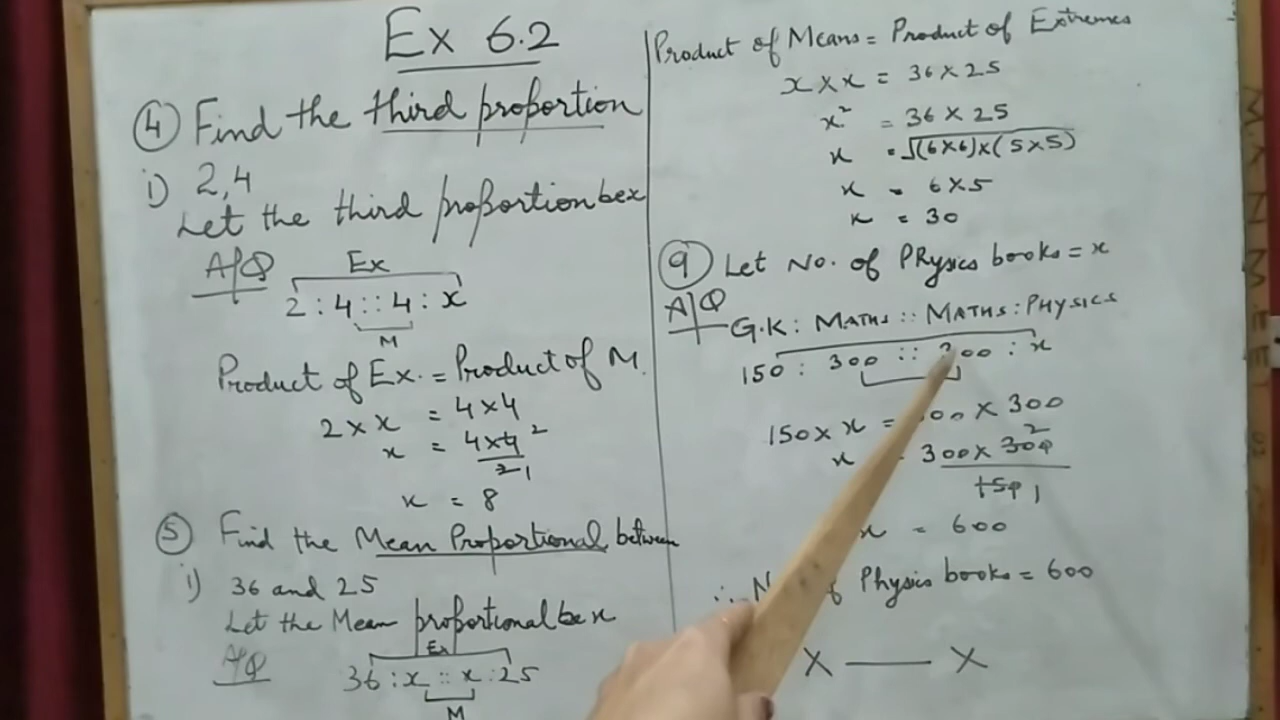 Ex 6.2
④ Find the third proportion
i) 2,4
Let the third proportion be x
A/Q
Ex
2 : 4 :: 4 : x
M
Product of Ex. = Product of M.
2 × x = 4×4
x = 4×4 2
2 1
x = 8
⑤ Find the Mean Proportional between
i) 36 and 25
Let the Mean proportional be x
A/Q
Ex
36 : x :: x : 25
M
Product of Means = Product of Extremes
x × x = 36 × 25
x² = 36 × 25
x = √(6×6)×(5×5)
x = 6×5
x = 30
⑨ Let No. of Physics books = x
A/Q
G.K : MATHS :: MATHS : PHYSICS
150 : 300 :: 300 : x
150 × x = 300 × 300
x = 300 × 300 2
150 1
x = 600
∴ of Physics books = 600
X — X